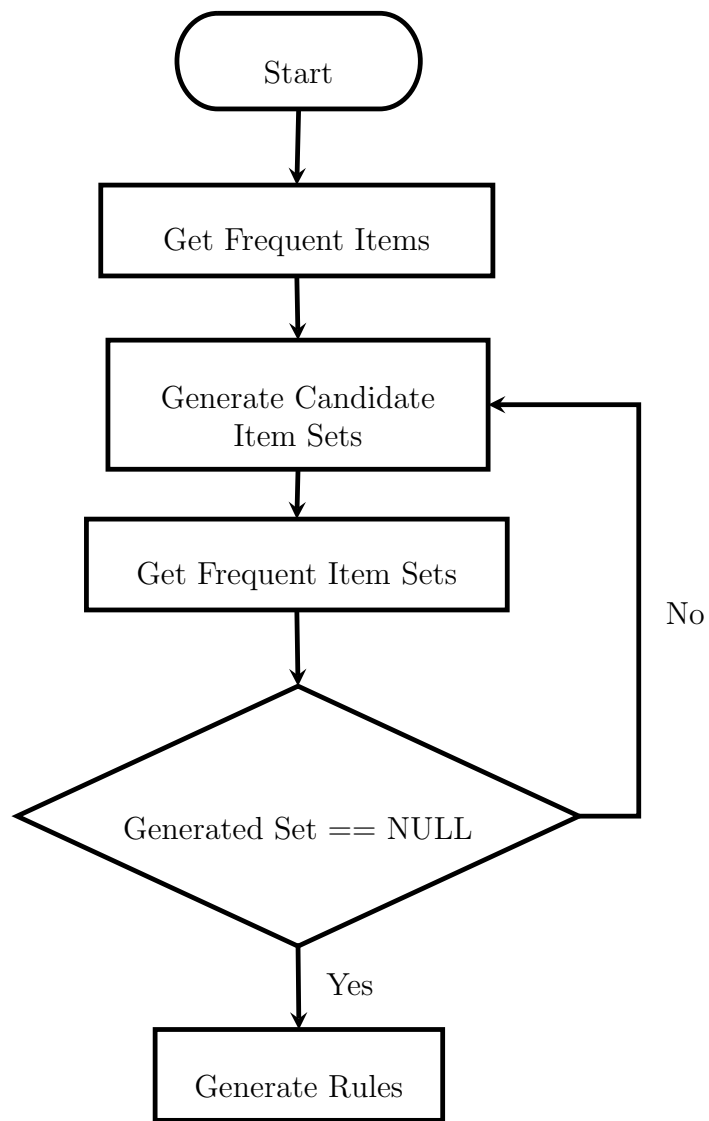 Start
Get Frequent Items
Generate Candidate
Item Sets
Get Frequent Item Sets
No
Generated Set == NULL
Yes
Generate Rules